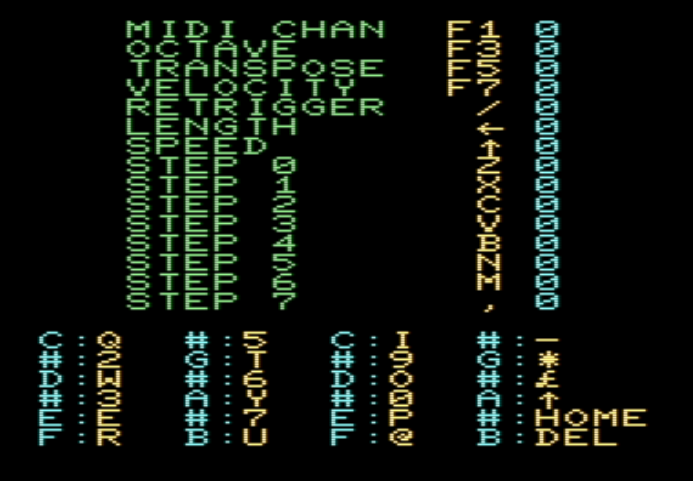 MIDI CHAN F1 0
OCTAVE F3 0
TRANSPOSE F5 0
VELOCITY F7 0
RETRIGGER / 0
LENGTH ← 0
SPEED ↑ 0
STEP 0 Z 0
STEP 1 X 0
STEP 2 C 0
STEP 3 V 0
STEP 4 B 0
STEP 5 N 0
STEP 6 M 0
STEP 7 , 0
C:Q #:5 C:I #:-
#:2 G:T #:9 G:*
D:W #:6 D:O #:£
#:3 A:Y #:0 A:↑
E:E #:7 E:P #:HOME
F:R B:U F:@ B:DEL